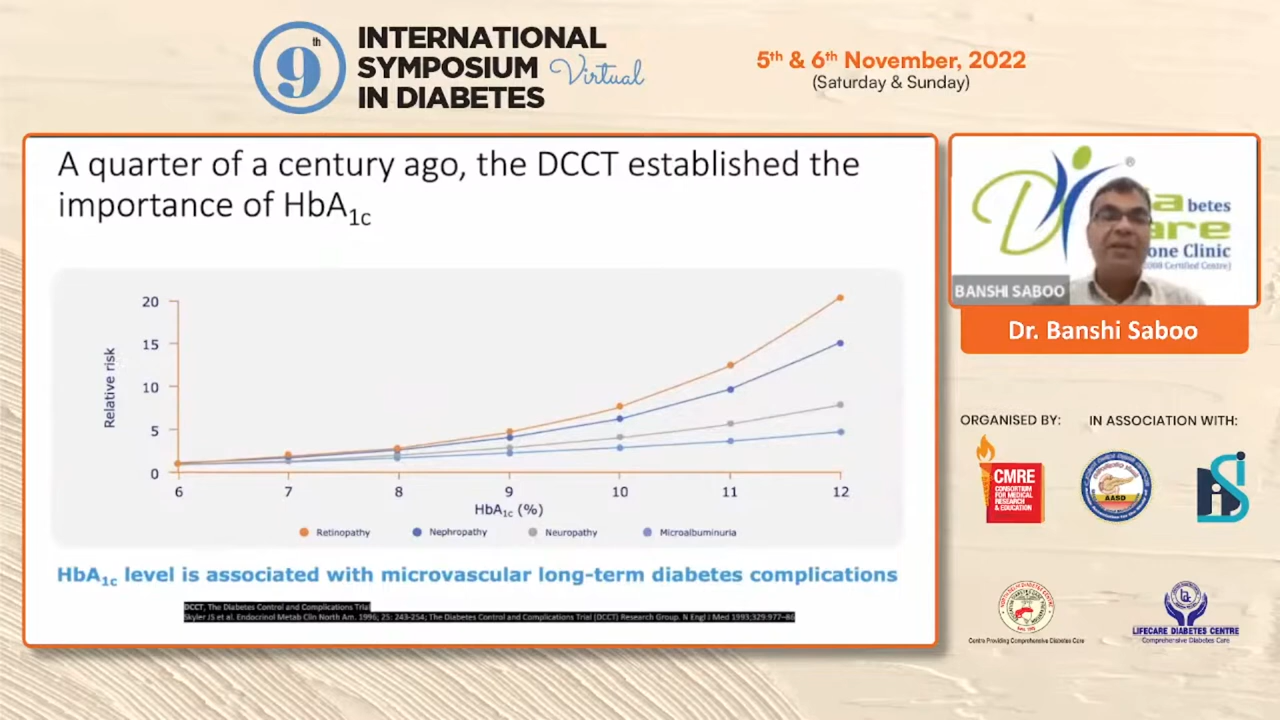 9th
INTERNATIONAL
SYMPOSIUM Virtual
IN DIABETES
5th & 6th November, 2022
(Saturday & Sunday)
A quarter of a century ago, the DCCT established the
importance of HbA1c
Relative risk
20
15
10
5
0
6 7 8 9 10 11 12
HbA1c (%)
Retinopathy Nephropathy Neuropathy Microalbuminuria
HbA1c level is associated with microvascular long-term diabetes complications
DCCT, The Diabetes Control and Complications Trial
Skyler JS et al. Endocrinol Metab Clin North Am. 1996; 25: 243-254; The Diabetes Control and Complications Trial (DCCT) Research Group. N Engl J Med 1993;329:977–86
®
betes
are
one Clinic
BANSHI SABOO
Dr. Banshi Saboo
ORGANISED BY:
IN ASSOCIATION WITH:
CMRE
CONSORTIUM
FOR MEDICAL
RESEARCH
& EDUCATION
AASD
Centre Providing Comprehensive Diabetes Care
LIFECARE DIABETES CENTRE
Comprehensive Diabetes Care